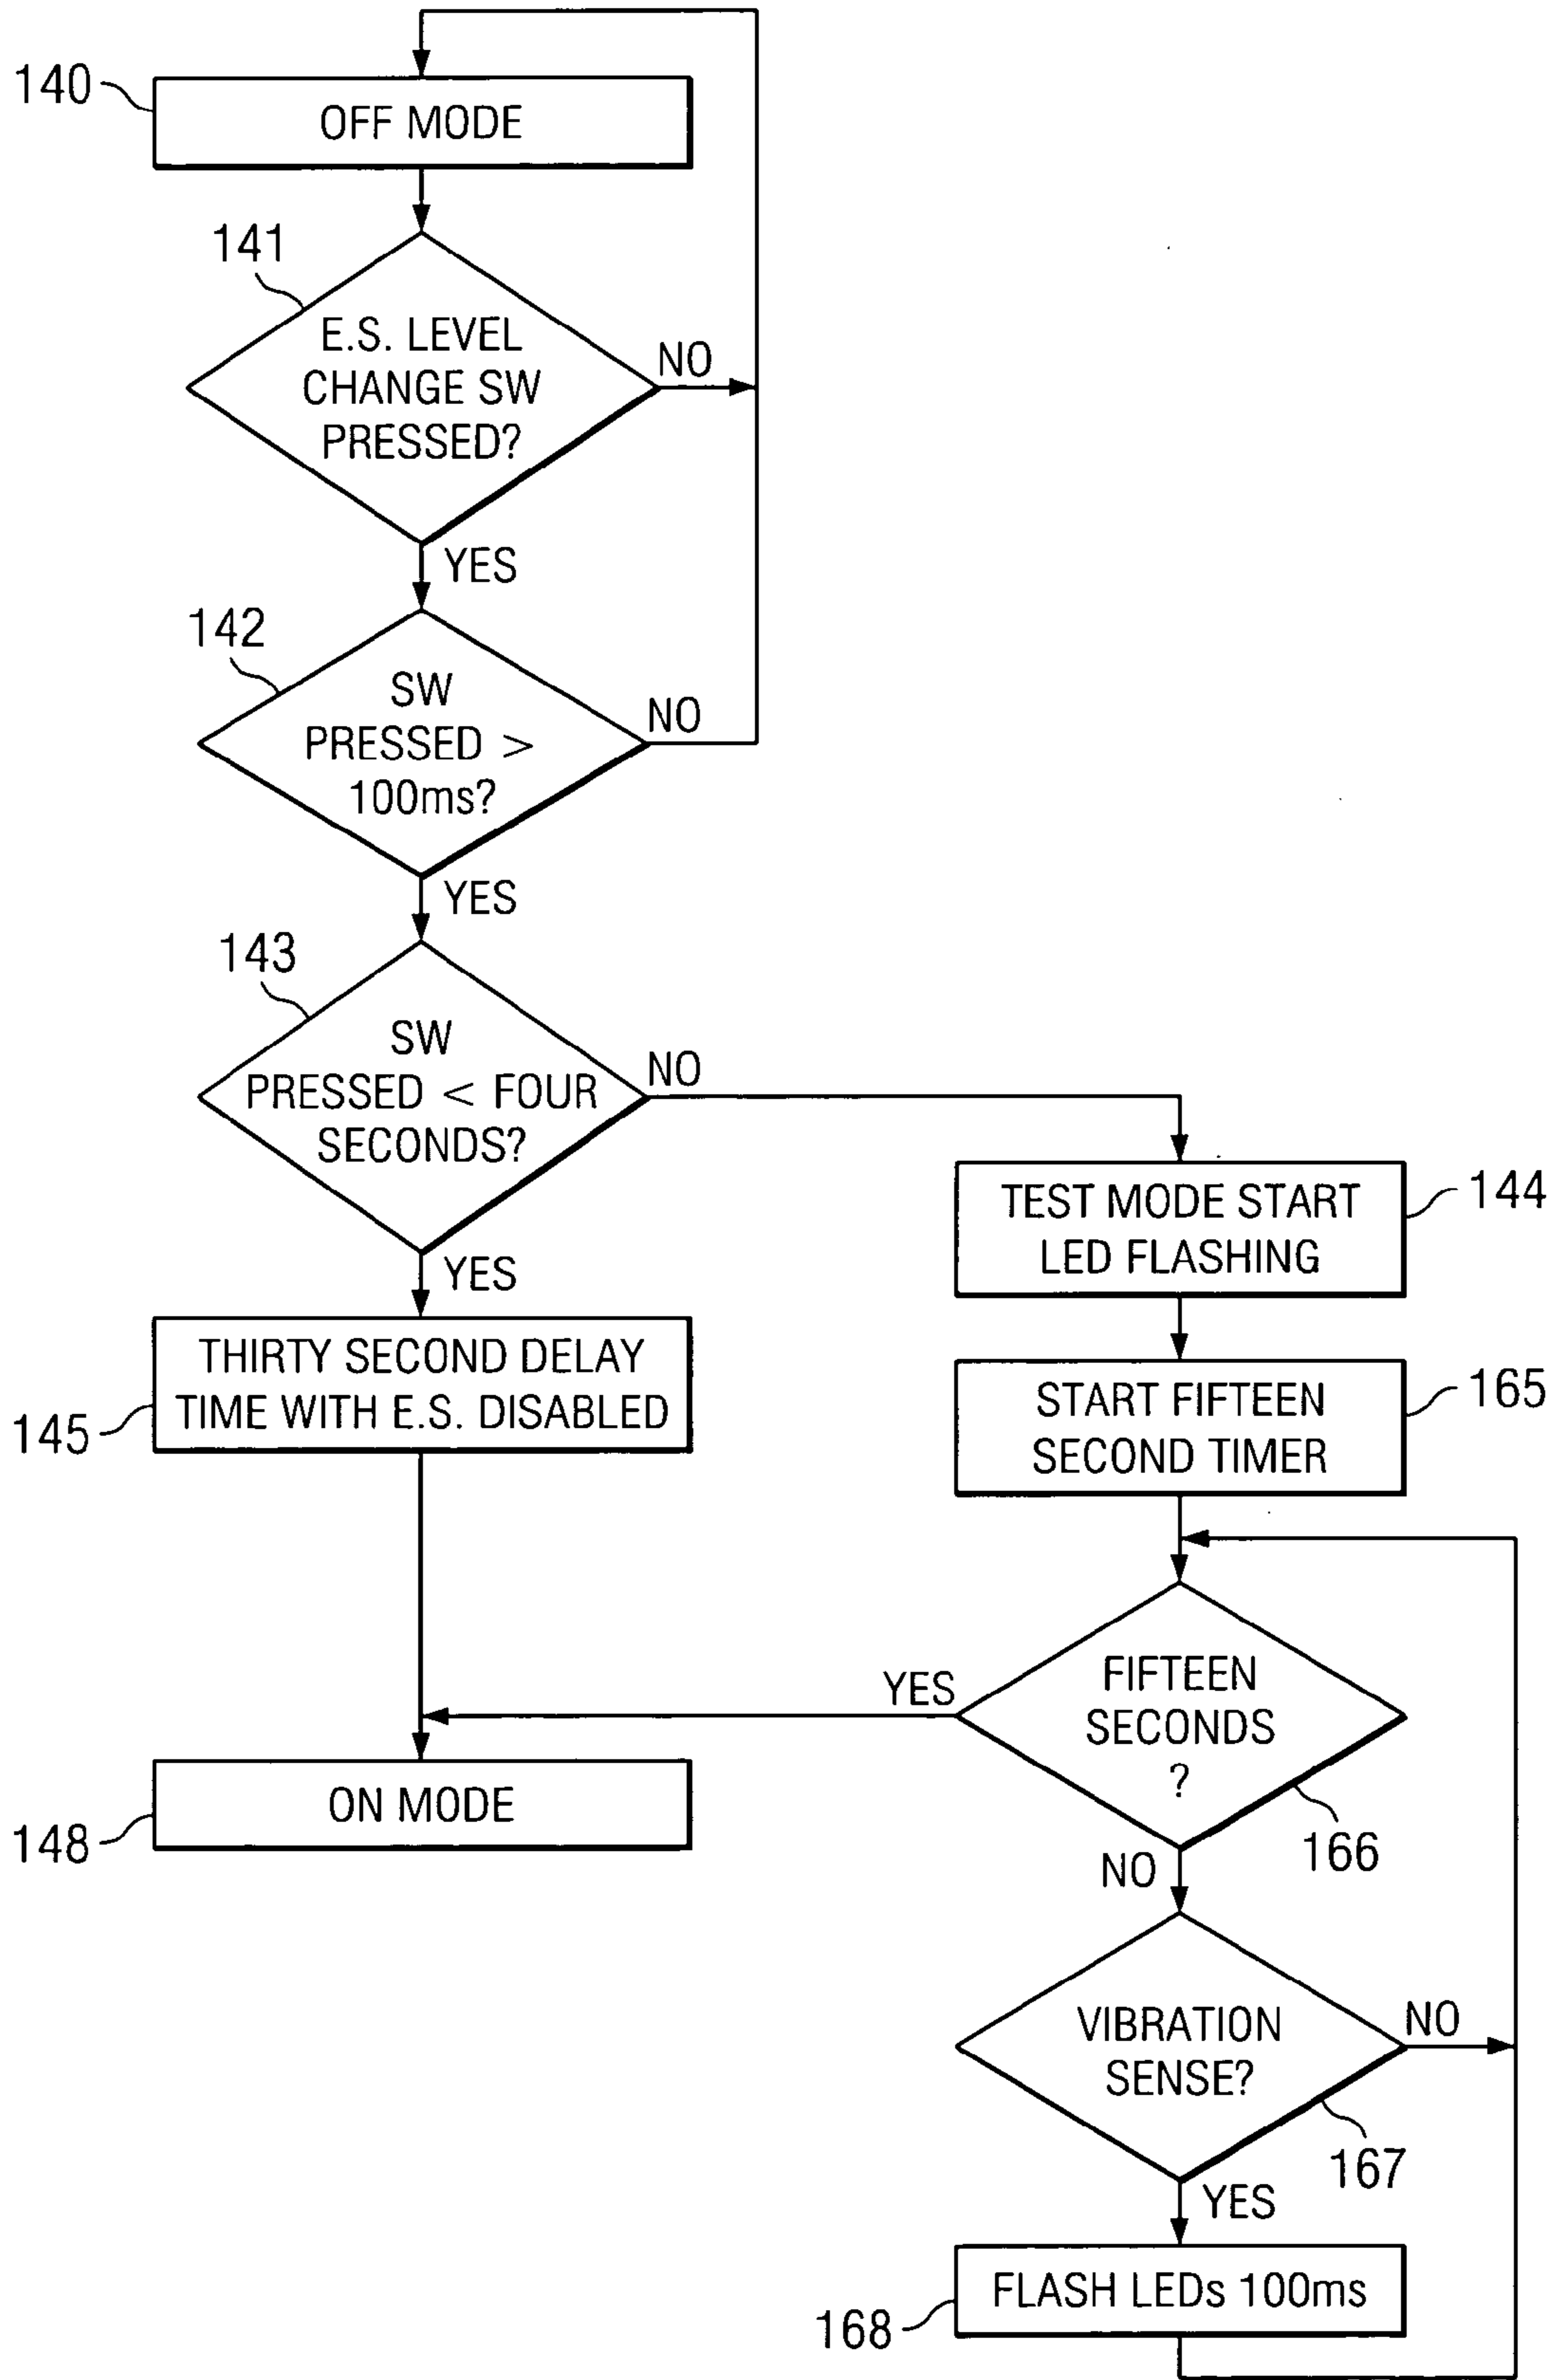 140
OFF MODE
141
E.S. LEVEL
CHANGE SW
PRESSED?
NO
YES
142
SW
PRESSED >
100ms?
NO
YES
143
SW
PRESSED < FOUR
SECONDS?
NO
YES
TEST MODE START
LED FLASHING
144
THIRTY SECOND DELAY
TIME WITH E.S. DISABLED
145
START FIFTEEN
SECOND TIMER
165
FIFTEEN
SECONDS
?
YES
166
NO
ON MODE
148
VIBRATION
SENSE?
NO
167
YES
FLASH LEDs 100ms
168